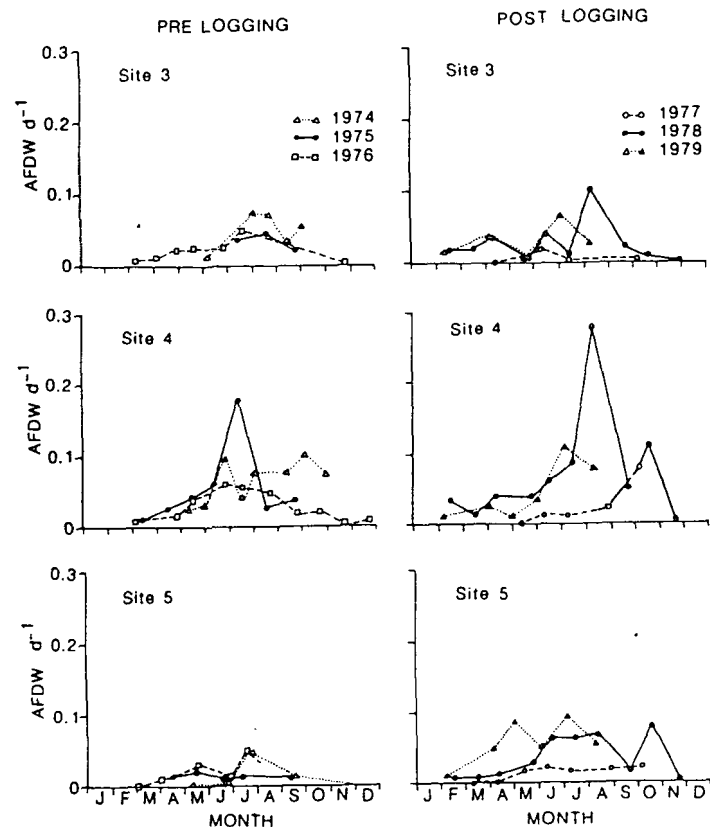 PRE LOGGING
POST LOGGING
0.3
0.2
0.1
0
AFDW d⁻¹
Site 3
1974
1975
1976
Site 3
1977
1978
1979
0.3
0.2
0.1
0
AFDW d⁻¹
Site 4
Site 4
0.3
0.2
0.1
0
AFDW d⁻¹
Site 5
Site 5
J F M A M J J A S O N D
J F M A M J J A S O N D
MONTH
MONTH